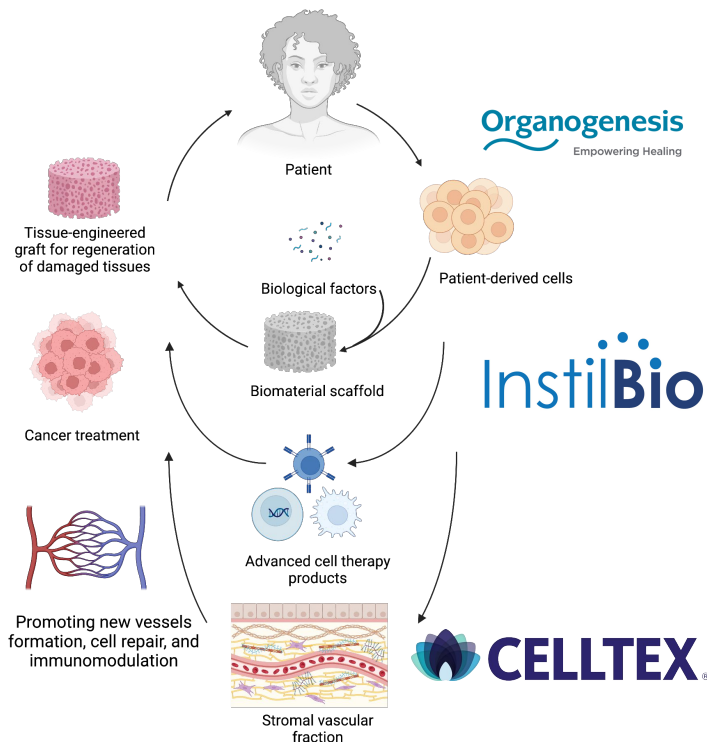 Patient
Organogenesis
Empowering Healing
Tissue-engineered
graft for regeneration
of damaged tissues
Biological factors
Patient-derived cells
Biomaterial scaffold
InstilBio
Cancer treatment
Advanced cell therapy
products
Promoting new vessels
formation, cell repair, and
immunomodulation
CELLTEX®
Stromal vascular
fraction